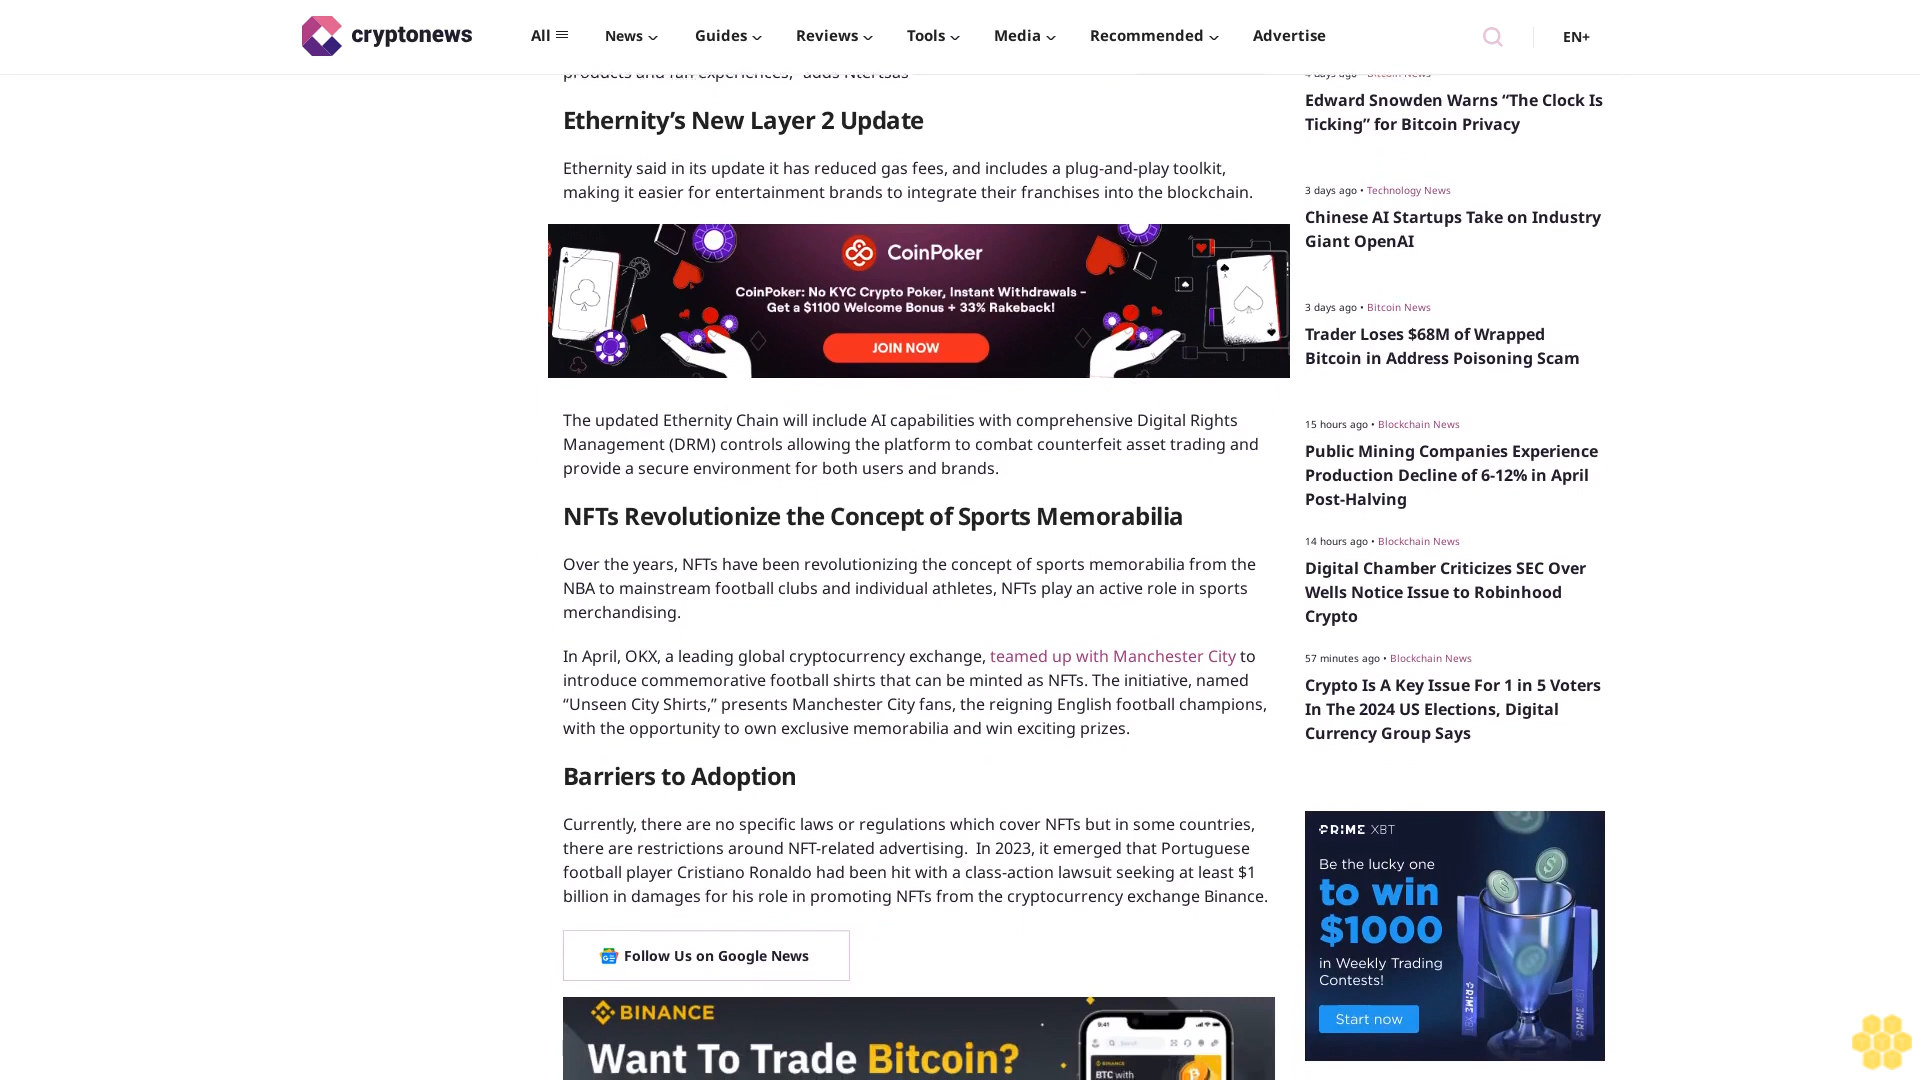 cryptonews
All
News
Guides
Reviews
Tools
Media
Recommended
Advertise
EN+
products and fan experiences,” adds Ntertsas
Ethernity’s New Layer 2 Update
Ethernity said in its update it has reduced gas fees, and includes a plug-and-play toolkit,
making it easier for entertainment brands to integrate their franchises into the blockchain.
CoinPoker
CoinPoker: No KYC Crypto Poker, Instant Withdrawals –
Get a $1100 Welcome Bonus + 33% Rakeback!
JOIN NOW
The updated Ethernity Chain will include AI capabilities with comprehensive Digital Rights
Management (DRM) controls allowing the platform to combat counterfeit asset trading and
provide a secure environment for both users and brands.
NFTs Revolutionize the Concept of Sports Memorabilia
Over the years, NFTs have been revolutionizing the concept of sports memorabilia from the
NBA to mainstream football clubs and individual athletes, NFTs play an active role in sports
merchandising.
In April, OKX, a leading global cryptocurrency exchange, teamed up with Manchester City to
introduce commemorative football shirts that can be minted as NFTs. The initiative, named
“Unseen City Shirts,” presents Manchester City fans, the reigning English football champions,
with the opportunity to own exclusive memorabilia and win exciting prizes.
Barriers to Adoption
Currently, there are no specific laws or regulations which cover NFTs but in some countries,
there are restrictions around NFT-related advertising.  In 2023, it emerged that Portuguese
football player Cristiano Ronaldo had been hit with a class-action lawsuit seeking at least $1
billion in damages for his role in promoting NFTs from the cryptocurrency exchange Binance.
Follow Us on Google News
BINANCE
Want To Trade Bitcoin?
9:41
Search
BINANCE
BTC with
4 days ago • Bitcoin News
Edward Snowden Warns “The Clock Is
Ticking” for Bitcoin Privacy
3 days ago • Technology News
Chinese AI Startups Take on Industry
Giant OpenAI
3 days ago • Bitcoin News
Trader Loses $68M of Wrapped
Bitcoin in Address Poisoning Scam
15 hours ago • Blockchain News
Public Mining Companies Experience
Production Decline of 6-12% in April
Post-Halving
14 hours ago • Blockchain News
Digital Chamber Criticizes SEC Over
Wells Notice Issue to Robinhood
Crypto
57 minutes ago • Blockchain News
Crypto Is A Key Issue For 1 in 5 Voters
In The 2024 US Elections, Digital
Currency Group Says
PRIME XBT
Be the lucky one
to win
$1000
in Weekly Trading
Contests!
Start now